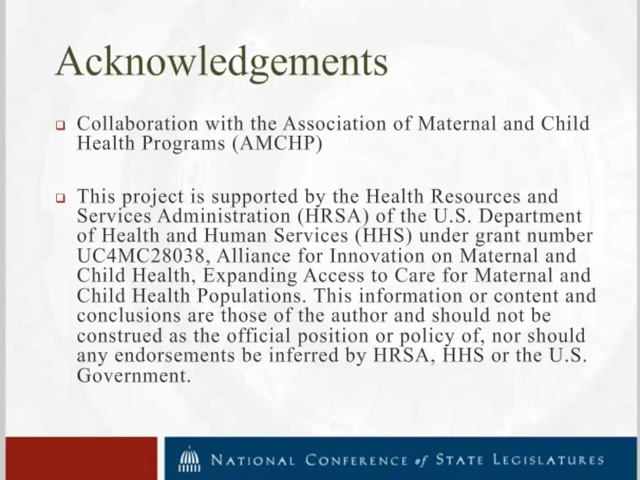 Acknowledgements
Collaboration with the Association of Maternal and Child
Health Programs (AMCHP)
This project is supported by the Health Resources and
Services Administration (HRSA) of the U.S. Department
of Health and Human Services (HHS) under grant number
UC4MC28038, Alliance for Innovation on Maternal and
Child Health, Expanding Access to Care for Maternal and
Child Health Populations. This information or content and
conclusions are those of the author and should not be
construed as the official position or policy of, nor should
any endorsements be inferred by HRSA, HHS or the U.S.
Government.
NATIONAL CONFERENCE of STATE LEGISLATURES